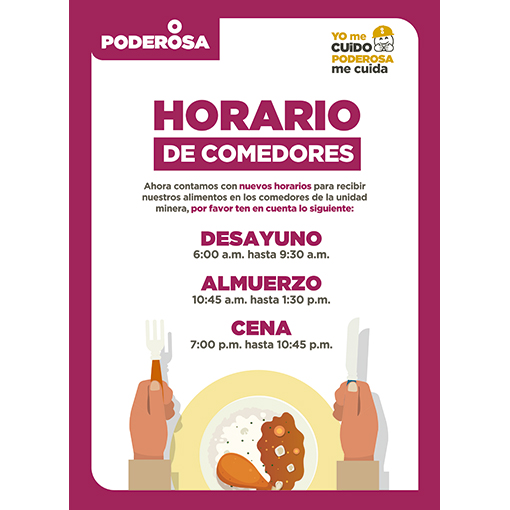 PODEROSA
YO me
CUIDO
PODEROSA
me cuida
HORARIO
DE COMEDORES
Ahora contamos con nuevos horarios para recibir
nuestros alimentos en los comedores de la unidad
minera, por favor ten en cuenta lo siguiente:
DESAYUNO
6:00 a.m. hasta 9:30 a.m.
ALMUERZO
10:45 a.m. hasta 1:30 p.m.
CENA
7:00 p.m. hasta 10:45 p.m.